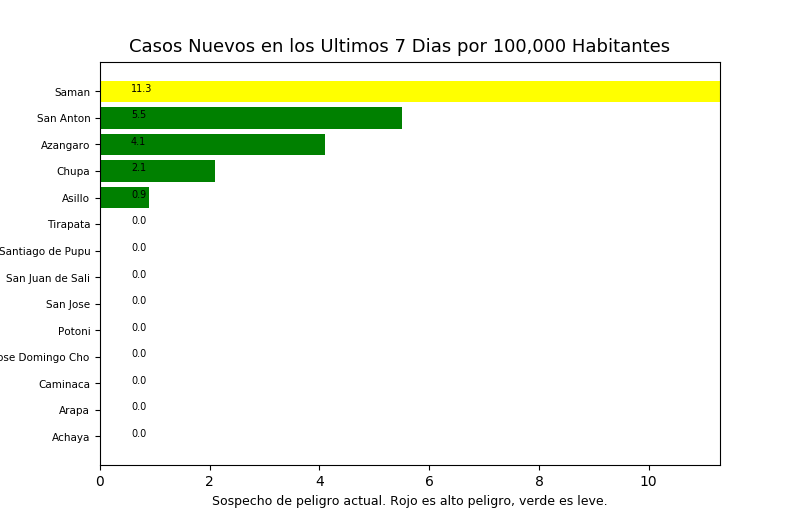 Casos Nuevos en los Ultimos 7 Dias por 100,000 Habitantes
Saman 11.3
San Anton 5.5
Azangaro 4.1
Chupa 2.1
Asillo 0.9
Tirapata 0.0
Santiago de Pupu 0.0
San Juan de Sali 0.0
San Jose 0.0
Potoni 0.0
ose Domingo Cho 0.0
Caminaca 0.0
Arapa 0.0
Achaya 0.0
0 2 4 6 8 10
Sospecho de peligro actual. Rojo es alto peligro, verde es leve.